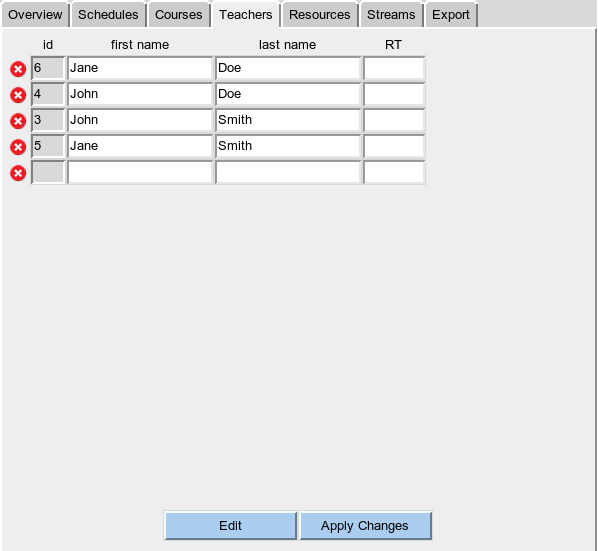 Overview Schedules Courses Teachers Resources Streams Export
id first name last name RT
6 Jane Doe
4 John Doe
3 John Smith
5 Jane Smith
Edit Apply Changes